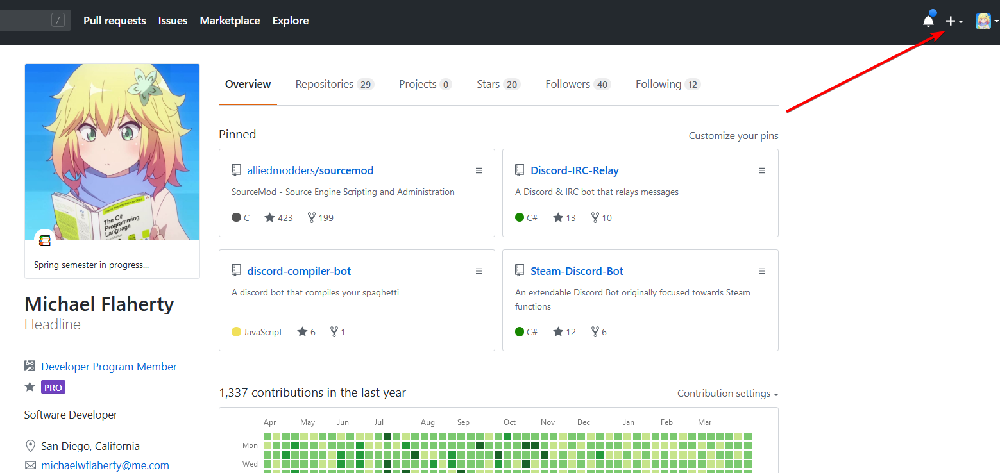 / Pull requests Issues Marketplace Explore
Overview Repositories 29 Projects 0 Stars 20 Followers 40 Following 12
The C#
Programming
Language
Spring semester in progress...
Michael Flaherty
Headline
Developer Program Member
PRO
Software Developer
San Diego, California
michaelwflaherty@me.com
Pinned Customize your pins
alliedmodders/sourcemod
SourceMod - Source Engine Scripting and Administration
C 423 199
Discord-IRC-Relay
A Discord & IRC bot that relays messages
C# 13 10
discord-compiler-bot
A discord bot that compiles your spaghetti
JavaScript 6 1
Steam-Discord-Bot
An extendable Discord Bot originally focused towards Steam
functions
C# 12 6
1,337 contributions in the last year Contribution settings
Apr May Jun Jul Aug Sep Oct Nov Dec Jan Feb Mar
Mon
Wed